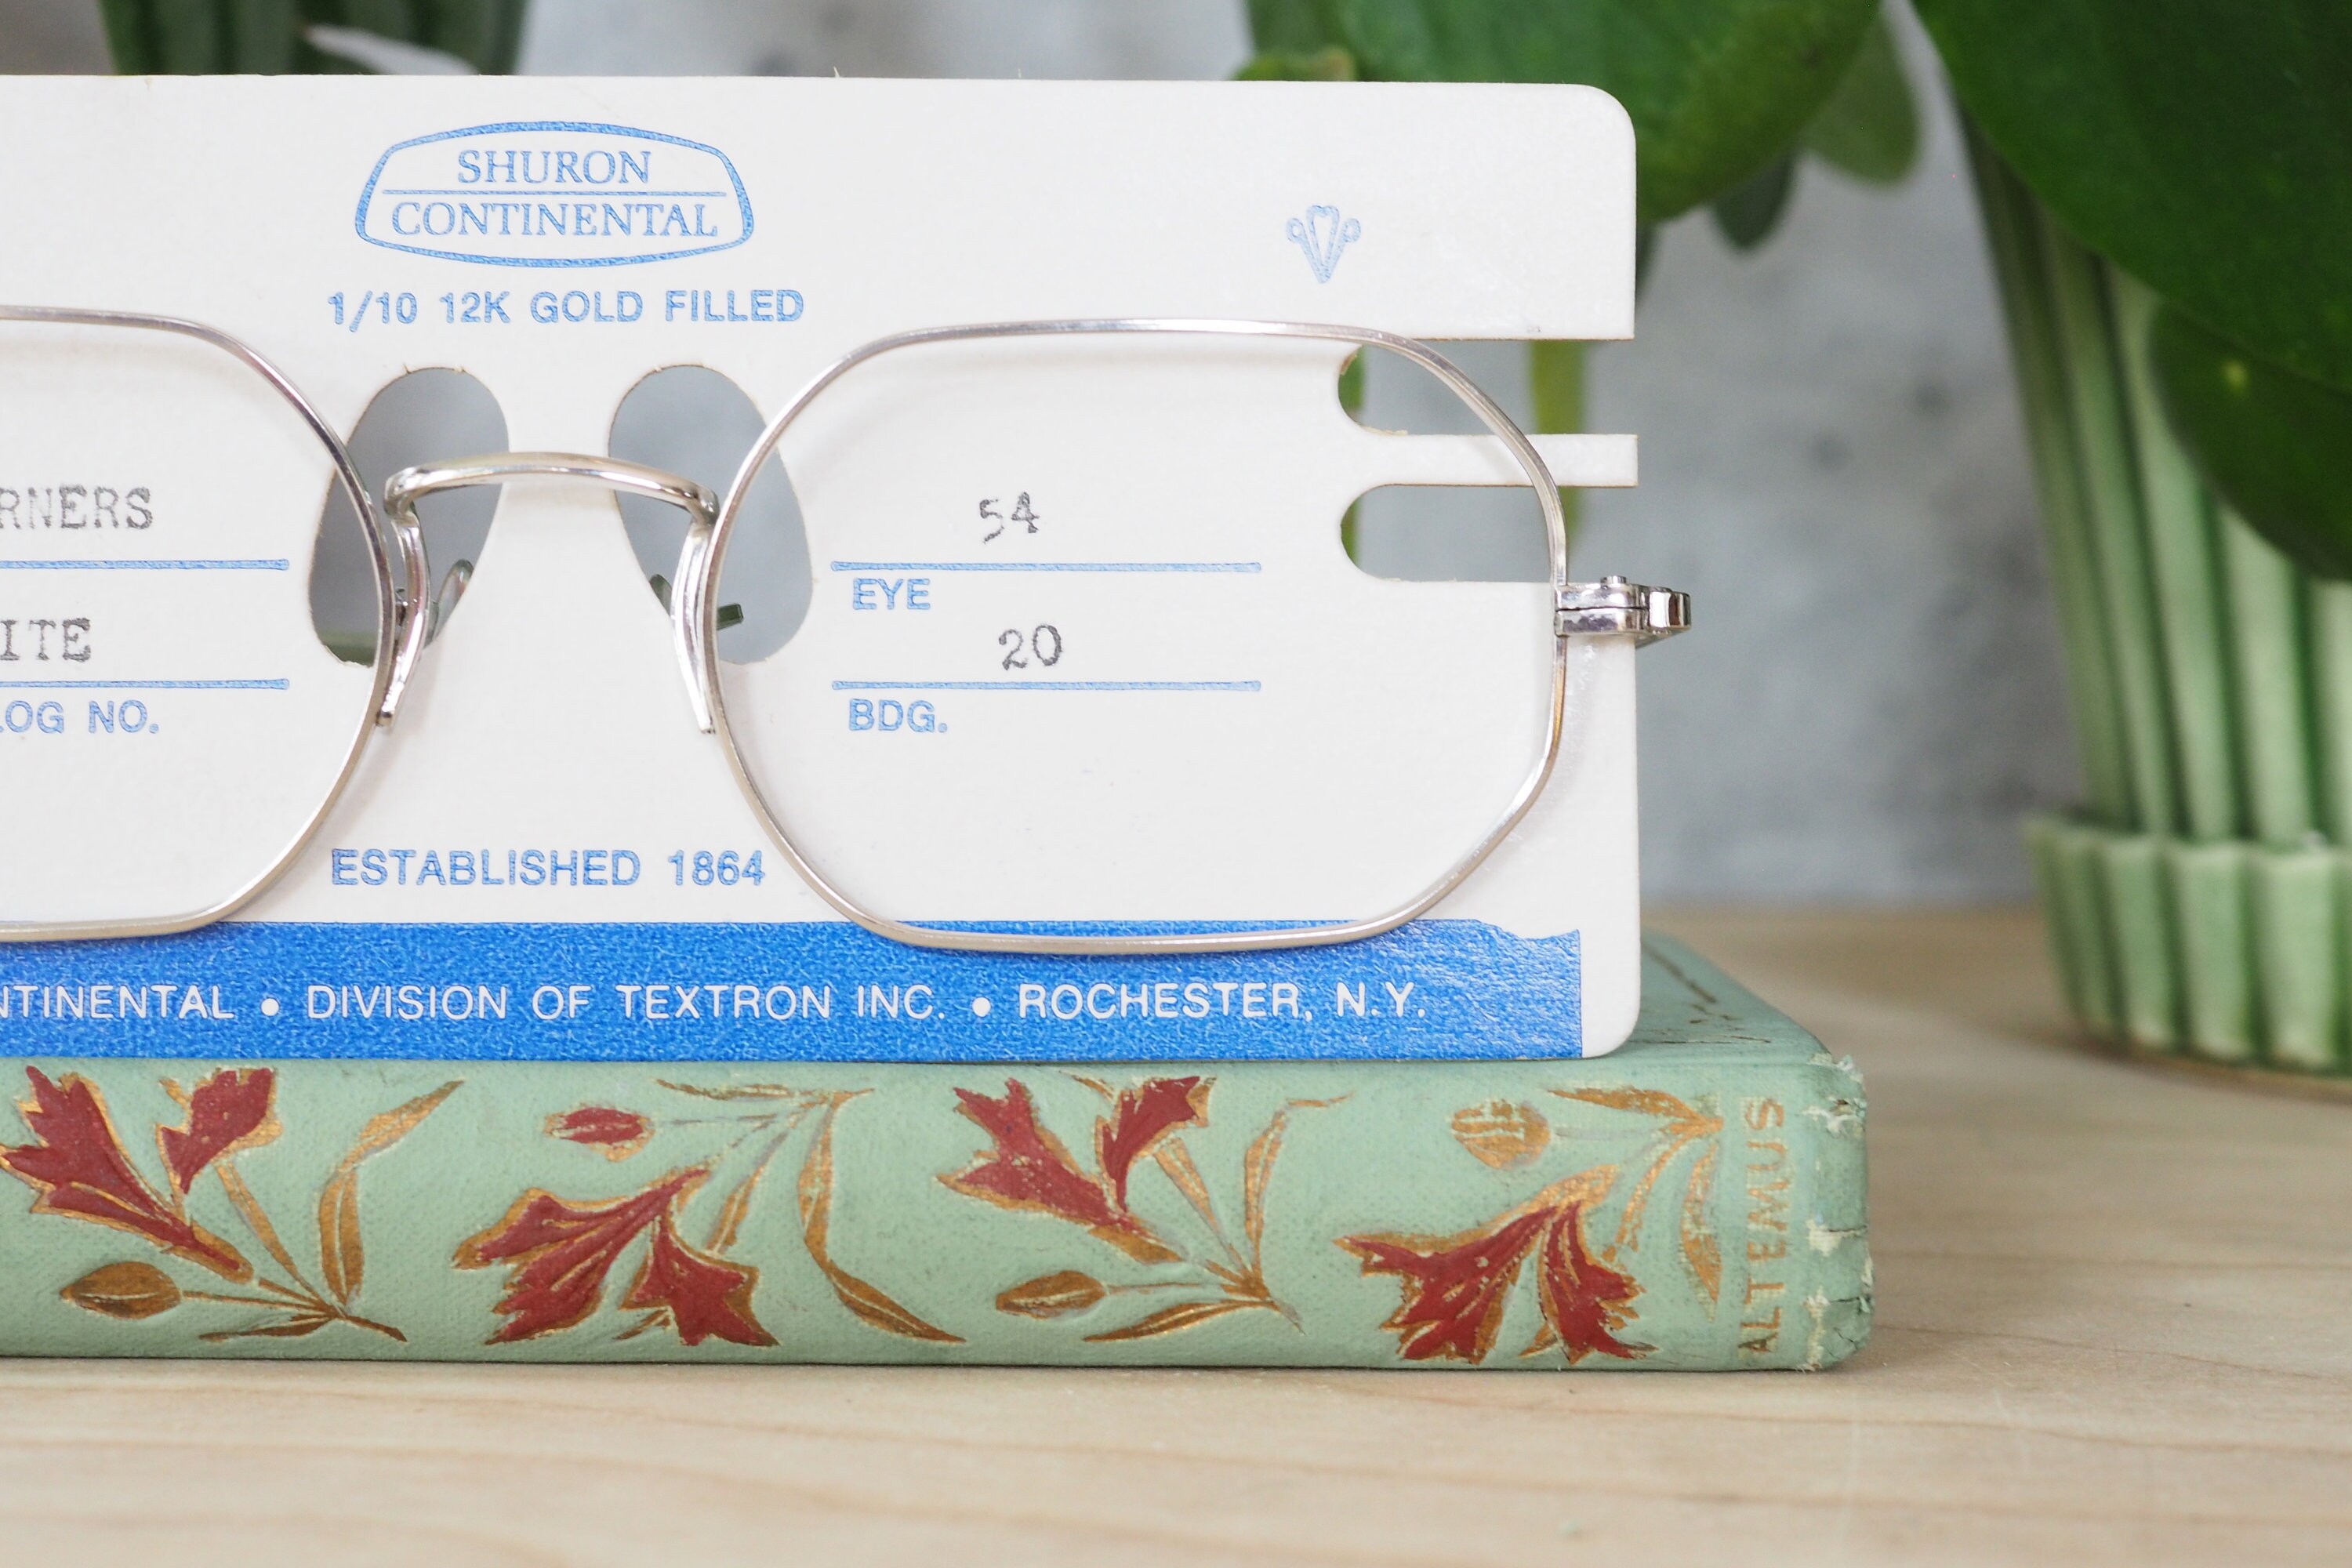 SHURON
CONTINENTAL
1/10 12K GOLD FILLED
RNERS
54
EYE
ITE
20
LOG NO.
BDG.
ESTABLISHED 1864
NTINENTAL • DIVISION OF TEXTRON INC. • ROCHESTER, N.Y.
ALTEMUS